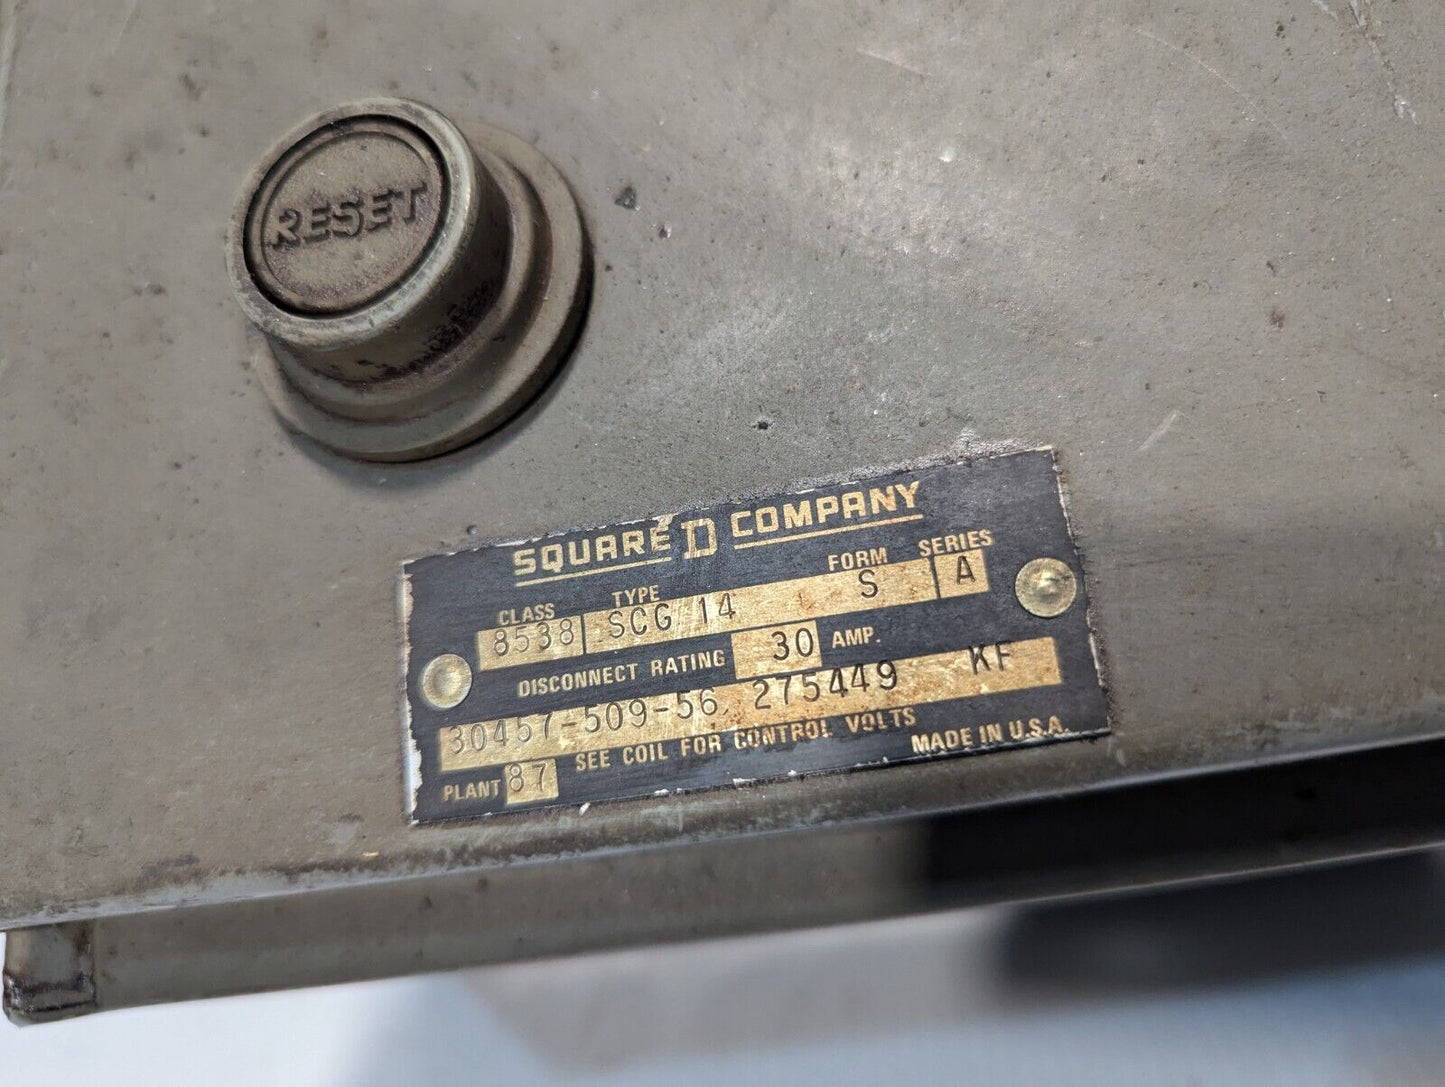 RESET
SQUARE D COMPANY
CLASS TYPE FORM SERIES
8538 SCG 14 S A
DISCONNECT RATING 30 AMP.
30457-509-56, 275449 KF
SEE COIL FOR CONTROL VOLTS
PLANT 87 MADE IN U.S.A.